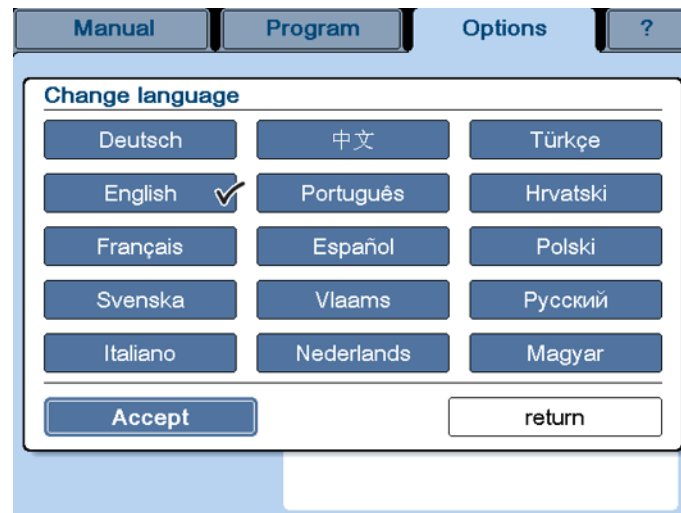 Manual Program Options ?
Change language
Deutsch 中文 Türkçe
English Português Hrvatski
Français Español Polski
Svenska Vlaams Русский
Italiano Nederlands Magyar
Accept return